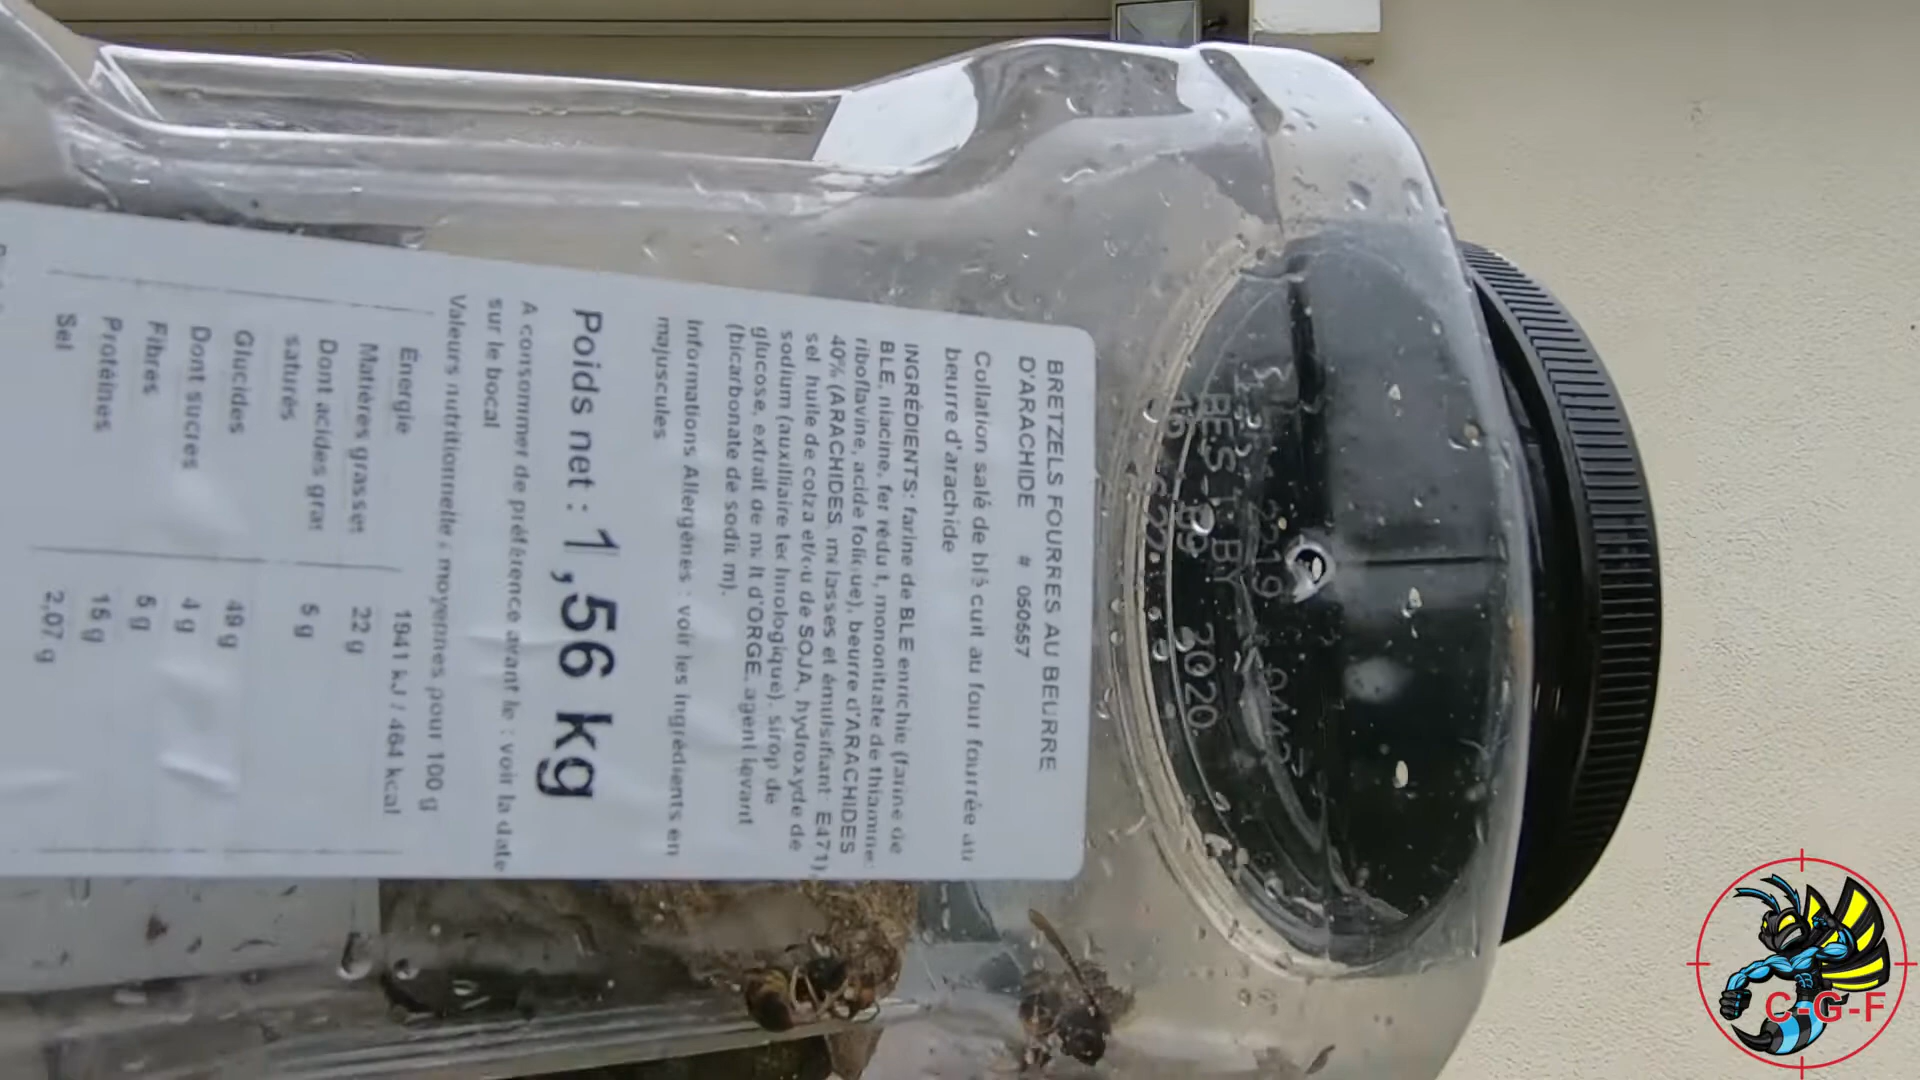 BRETZELS FOURRES AU BEURRE
D'ARACHIDE # 050557
Collation salé de blé cuit au four fourrée au
beurre d'arachide
INGRÉDIENTS: farine de BLE enrichie (farine de
BLE, niacine, fer réduit, mononitrate de thiamine,
riboflavine, acide folique), beurre d'ARACHIDES
40% (ARACHIDES, mélasses et émulsifiant: E471),
sel, huile de colza et/ou de SOJA, hydroxyde de
sodium (auxiliaire technologique), sirop de
glucose, extrait de malt d'ORGE, agent levant
(bicarbonate de sodium).
Informations Allergènes : voir les ingrédients en
majuscules
Poids net : 1,56 kg
A consommer de préférence avant le : voir la date
sur le bocal
Valeurs nutritionnelle moyennes pour 100 g
Énergie 1941 kJ / 464 kcal
Matières grasses 22 g
Dont acides gras 5 g
saturés
Glucides 49 g
Dont sucres 4 g
Fibres 5 g
Protéines 15 g
Sel 2,07 g
BEST BY
2020
C-G-F